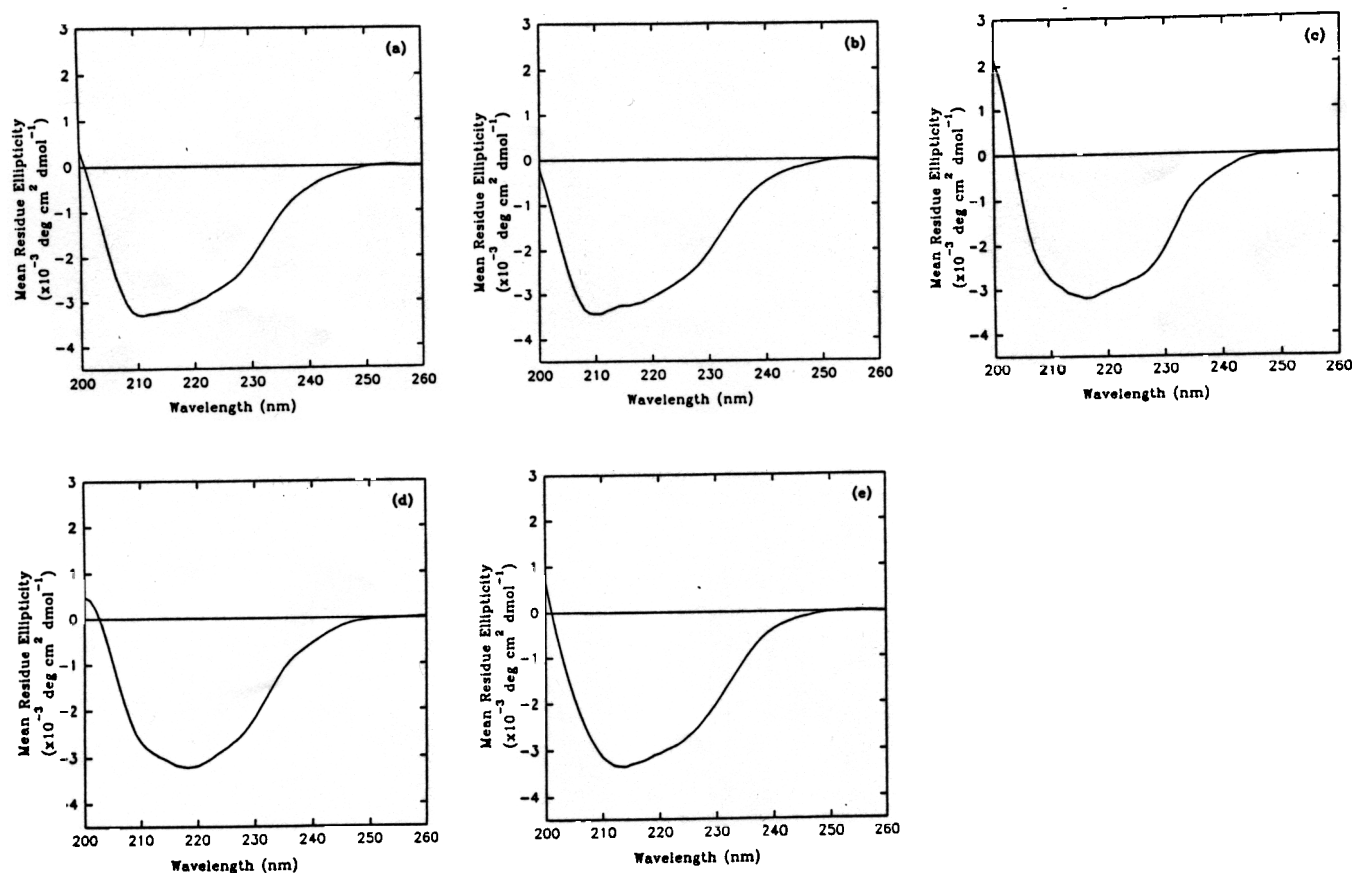 (a)
3
2
1
0
-1
-2
-3
-4
Mean Residue Ellipticity
(x10⁻³ deg cm² dmol⁻¹)
200 210 220 230 240 250 260
Wavelength (nm)
(b)
3
2
1
0
-1
-2
-3
-4
Mean Residue Ellipticity
(x10⁻³ deg cm² dmol⁻¹)
200 210 220 230 240 250 260
Wavelength (nm)
(c)
3
2
1
0
-1
-2
-3
-4
Mean Residue Ellipticity
(x10⁻³ deg cm² dmol⁻¹)
200 210 220 230 240 250 260
Wavelength (nm)
(d)
3
2
1
0
-1
-2
-3
-4
Mean Residue Ellipticity
(x10⁻³ deg cm² dmol⁻¹)
200 210 220 230 240 250 260
Wavelength (nm)
(e)
3
2
1
0
-1
-2
-3
-4
Mean Residue Ellipticity
(x10⁻³ deg cm² dmol⁻¹)
200 210 220 230 240 250 260
Wavelength (nm)